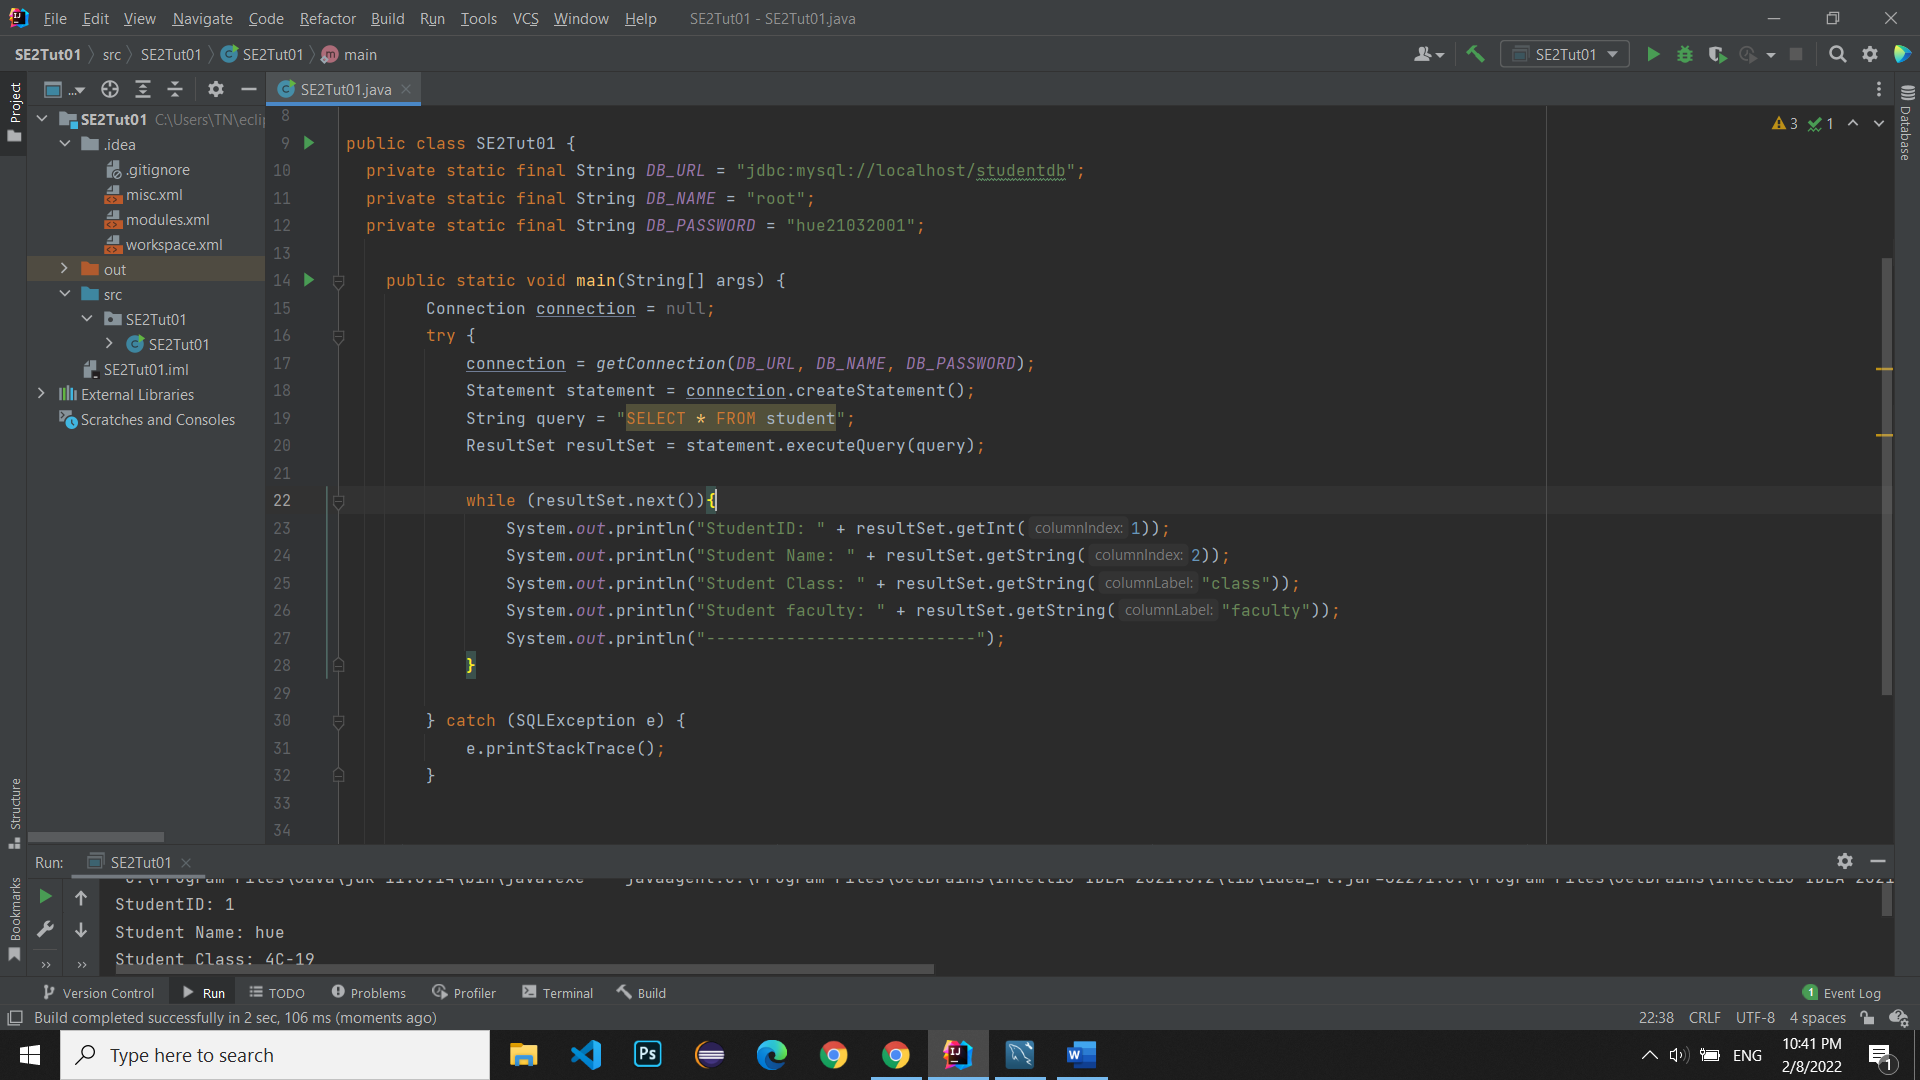 File Edit View Navigate Code Refactor Build Run Tools VCS Window Help SE2Tut01 - SE2Tut01.java
SE2Tut01 src SE2Tut01 SE2Tut01 main
SE2Tut01
Project
...
SE2Tut01.java
SE2Tut01 C:\Users\TN\eclip
.idea
.gitignore
misc.xml
modules.xml
workspace.xml
out
src
SE2Tut01
SE2Tut01
SE2Tut01.iml
External Libraries
Scratches and Consoles
Structure
Bookmarks
Database
3 1
8
9 public class SE2Tut01 {
10 private static final String DB_URL = "jdbc:mysql://localhost/studentdb";
11 private static final String DB_NAME = "root";
12 private static final String DB_PASSWORD = "hue21032001";
13
14 public static void main(String[] args) {
15 Connection connection = null;
16 try {
17 connection = getConnection(DB_URL, DB_NAME, DB_PASSWORD);
18 Statement statement = connection.createStatement();
19 String query = "SELECT * FROM student";
20 ResultSet resultSet = statement.executeQuery(query);
21
22 while (resultSet.next()){
23 System.out.println("StudentID: " + resultSet.getInt( columnIndex: 1));
24 System.out.println("Student Name: " + resultSet.getString( columnIndex: 2));
25 System.out.println("Student Class: " + resultSet.getString( columnLabel: "class"));
26 System.out.println("Student faculty: " + resultSet.getString( columnLabel: "faculty"));
27 System.out.println("---------------------------");
28 }
29
30 } catch (SQLException e) {
31 e.printStackTrace();
32 }
33
34
Run: SE2Tut01
StudentID: 1
Student Name: hue
Student Class: 4C-19
Version Control Run TODO Problems Profiler Terminal Build 1 Event Log
Build completed successfully in 2 sec, 106 ms (moments ago) 22:38 CRLF UTF-8 4 spaces
Type here to search
Ps
IJ
W
ENG
10:41 PM
2/8/2022
1